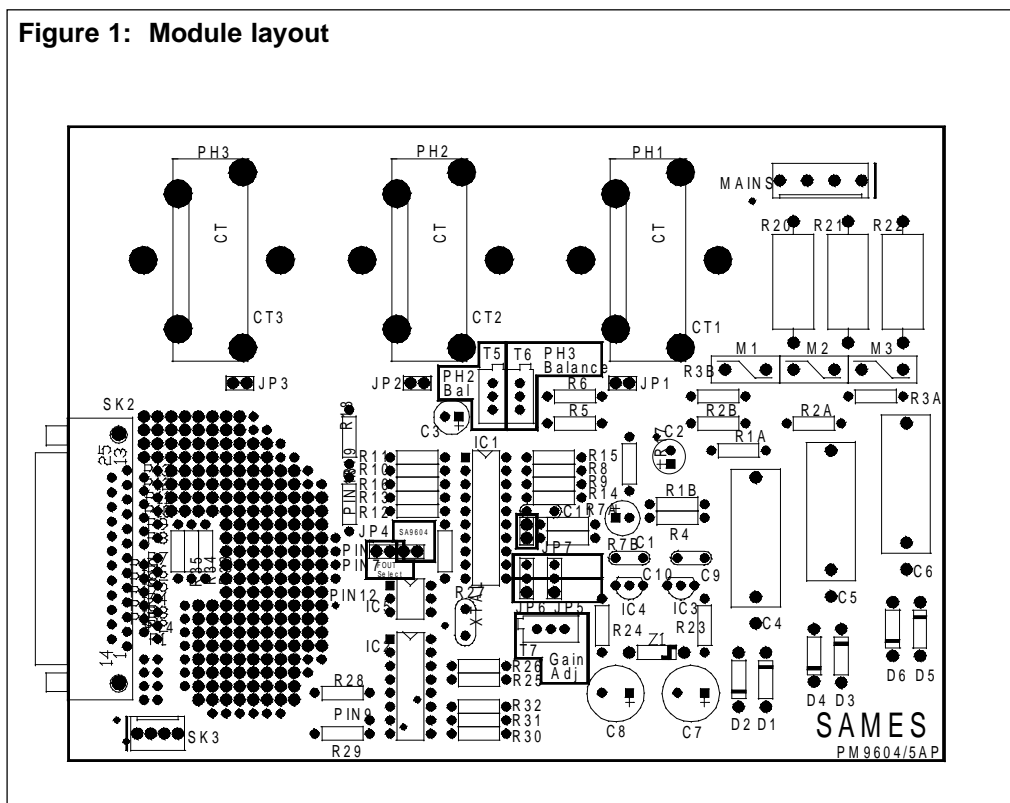 Figure 1: Module layout
PH3
PH2
PH1
MAINS
R20
R21
R22
CT
CT
CT
CT3
CT2
CT1
T5
T6
PH3
Balance
M1
M2
M3
JP3
JP2
PH2
Bal
JP1
R3B
R6
R3A
SK2
R5
R2B
R2A
C3
IC1
C2
R1A
25
13
R11
R10
R16
R13
R12
R15
R8
R9
R14
R7A
R1B
R4
JP4
SA9604
JP7
R7B
C1
FOUT
Select
PIN7
C10
C9
C6
PIN12
IC5
JP6
JP5
IC4
IC3
C5
R24
R23
C4
T7
Gain
Adj
Z1
14
1
R26
R25
D6
D5
R28
D4
D3
PIN9
R32
R31
R30
D2
D1
SK3
R29
C8
C7
SAMES
PM9604/5AP